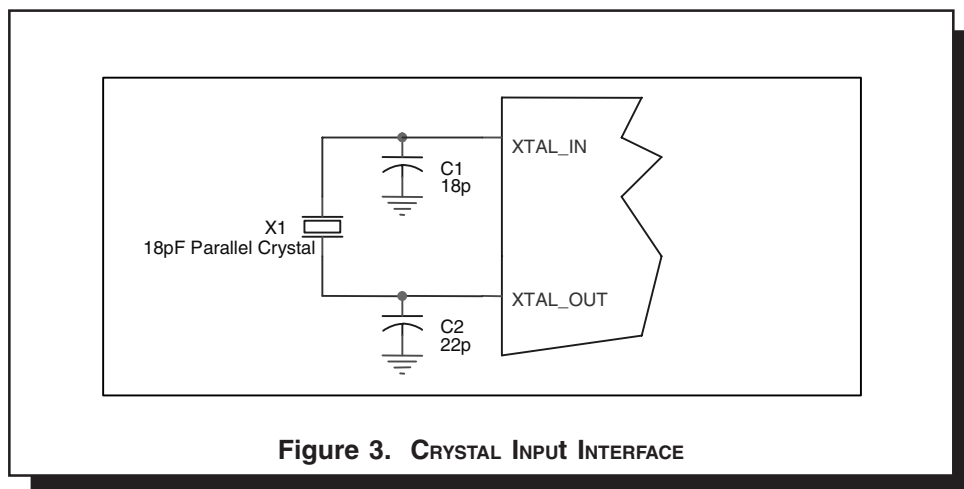 XTAL_IN
C1
18p
X1
18pF Parallel Crystal
XTAL_OUT
C2
22p
Figure 3. CRYSTAL INPUt INTERFACE